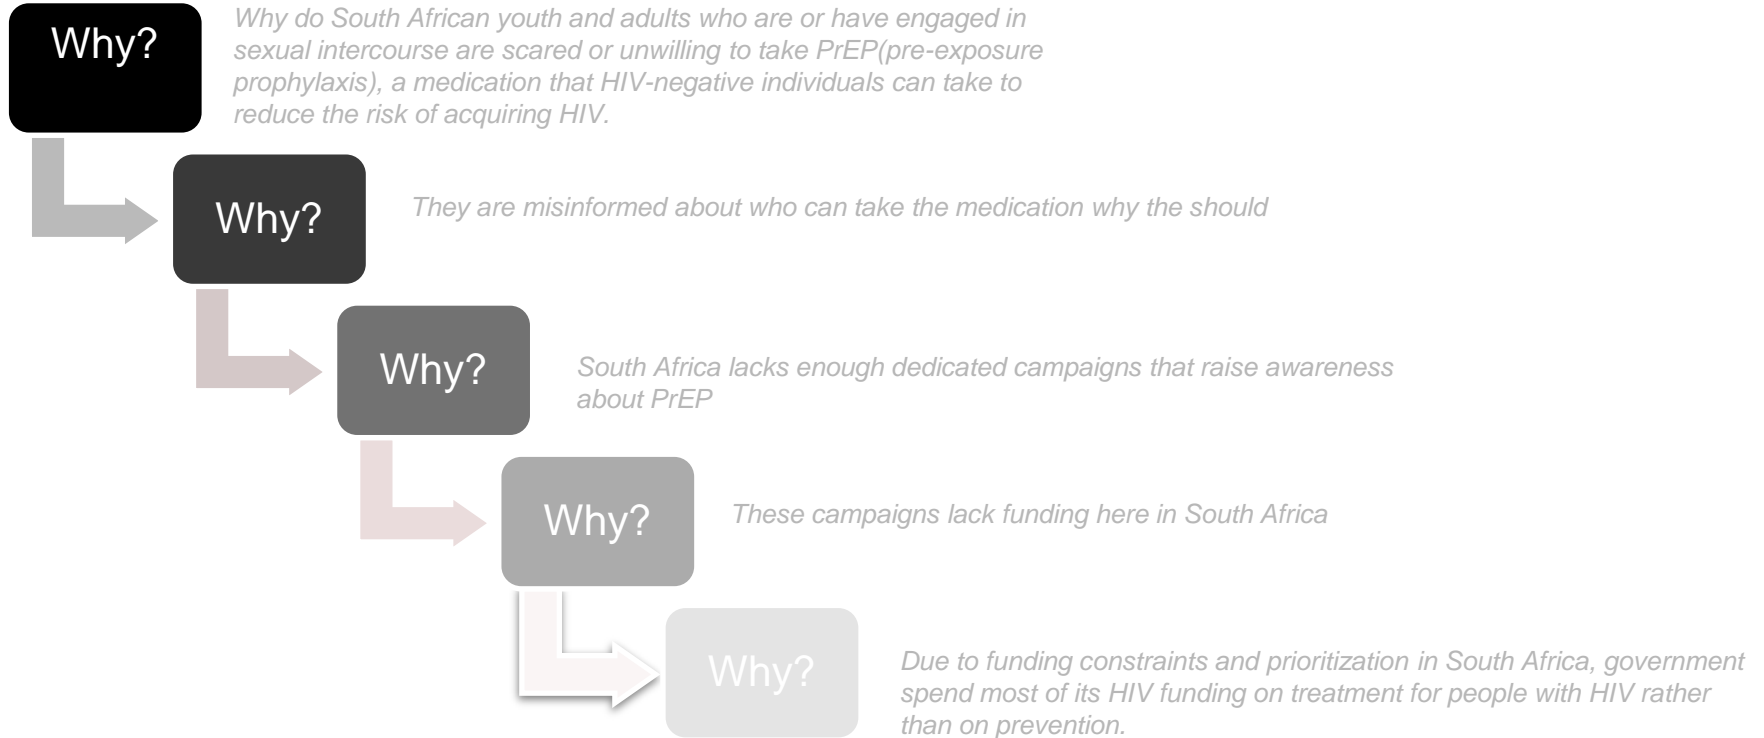 Why?
Why do South African youth and adults who are or have engaged in
sexual intercourse are scared or unwilling to take PrEP(pre-exposure
prophylaxis), a medication that HIV-negative individuals can take to
reduce the risk of acquiring HIV.
Why?
They are misinformed about who can take the medication why the should
Why?
South Africa lacks enough dedicated campaigns that raise awareness
about PrEP
Why?
These campaigns lack funding here in South Africa
Why?
Due to funding constraints and prioritization in South Africa, government
spend most of its HIV funding on treatment for people with HIV rather
than on prevention.